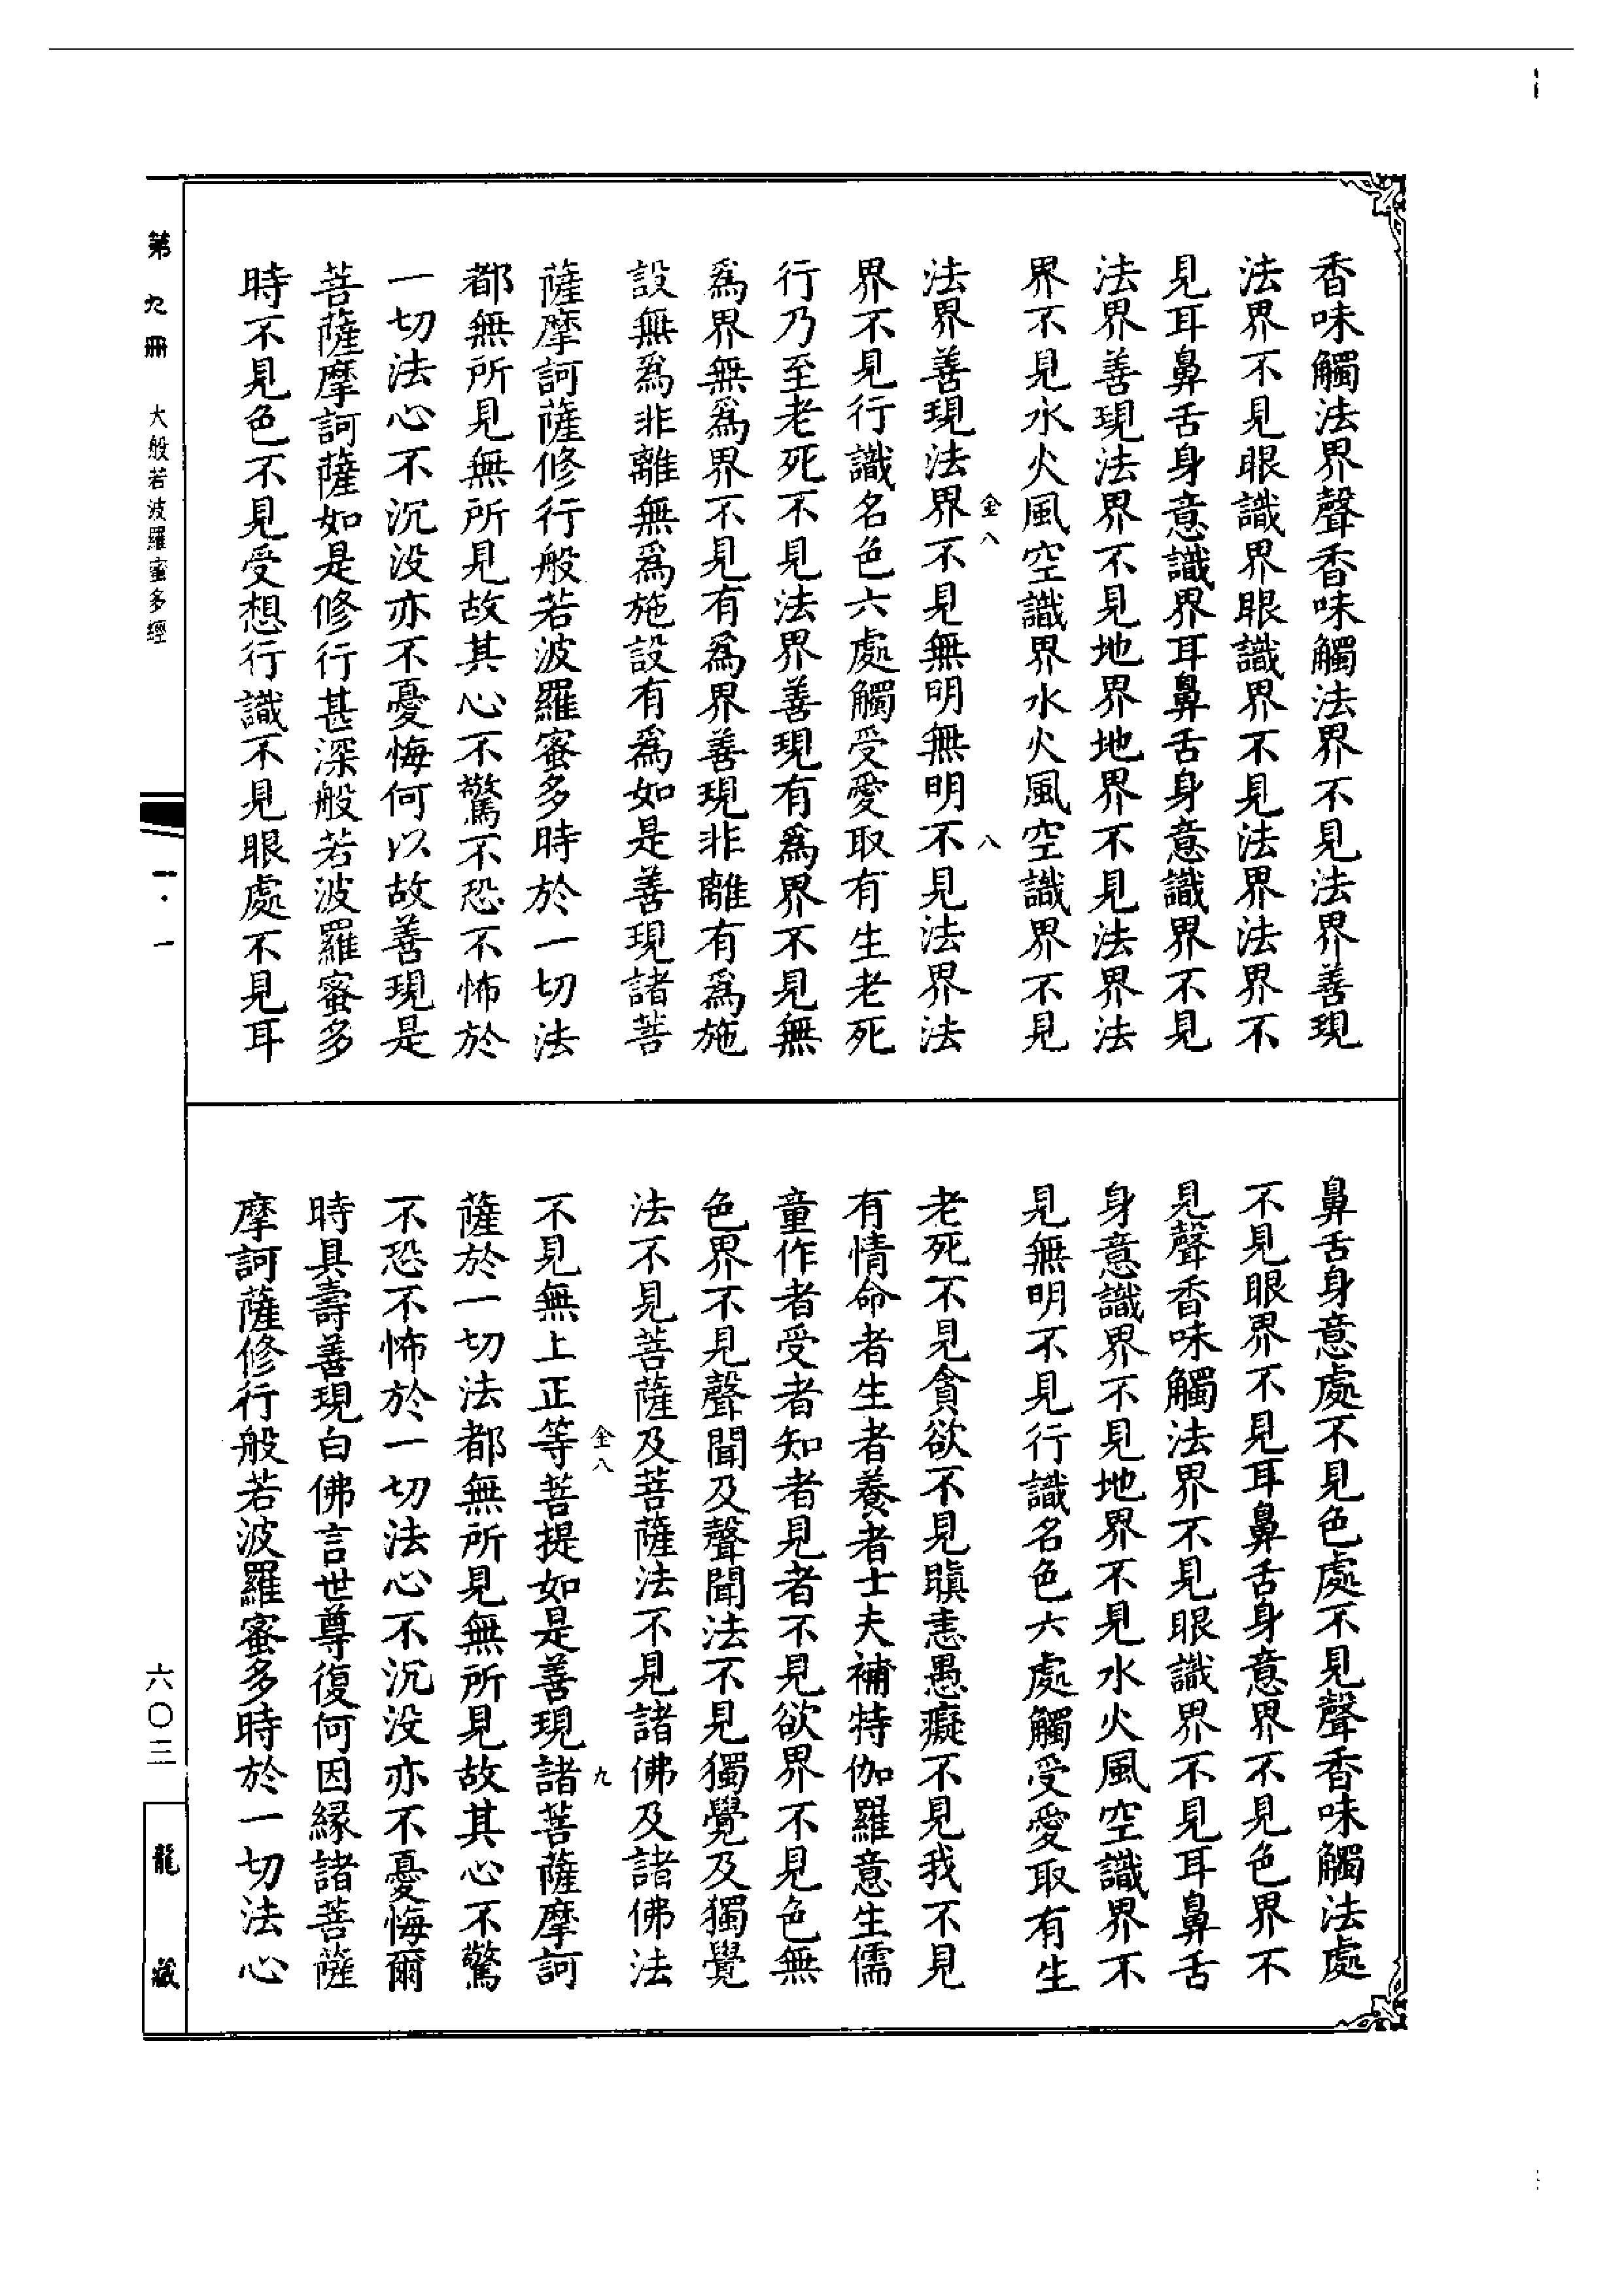 香味觸法界聲香味觸法界不見法界善現
法界不見眼識界眼識界不見法界法界不
見耳鼻舌身意識界耳鼻舌身意識界不見
法界善現法界不見地界地界不見法界法
界不見水火風空識界水火風空識界不見
金八
八
法界善現法界不見無明無明不見法界法
界不見行識名色六處觸受愛取有生老死
行乃至老死不見法界善現有為界不見無
為界無為界不見有為界善現非離有為施
設無為非離無為施設有為如是善現諸菩
薩摩訶薩修行般若波羅蜜多時於一切法
都無所見無所見故其心不驚不恐不怖於
一切法心不沉没亦不憂悔何以故善現是
菩薩摩訶薩如是修行甚深般若波羅蜜多
時不見色不見受想行識不見眼處不見耳
鼻舌身意處不見色處不見聲香味觸法處
不見眼界不見耳鼻舌身意界不見色界不
見聲香味觸法界不見眼識界不見耳鼻舌
身意識界不見地界不見水火風空識界不
見無明不見行識名色六處觸受愛取有生
老死不見貪欲不見瞋恚愚癡不見我不見
有情命者生者養者士夫補特伽羅意生儒
童作者受者知者見者不見欲界不見色無
色界不見聲聞及聲聞法不見獨覺及獨覺
法不見菩薩及菩薩法不見諸佛及諸佛法
金八
九
不見無上正等菩提如是善現諸菩薩摩訶
薩於一切法都無所見無所見故其心不驚
不恐不怖於一切法心不沉没亦不憂悔爾
時具壽善現白佛言世尊復何因緣諸菩薩
摩訶薩修行般若波羅蜜多時於一切法心
第九冊 大般若波羅蜜多經
一·一
六〇三
龍藏